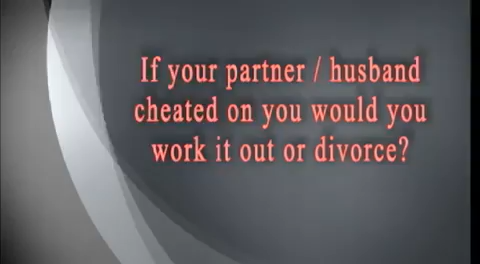 If your partner / husband
cheated on you would you
work it out or divorce?